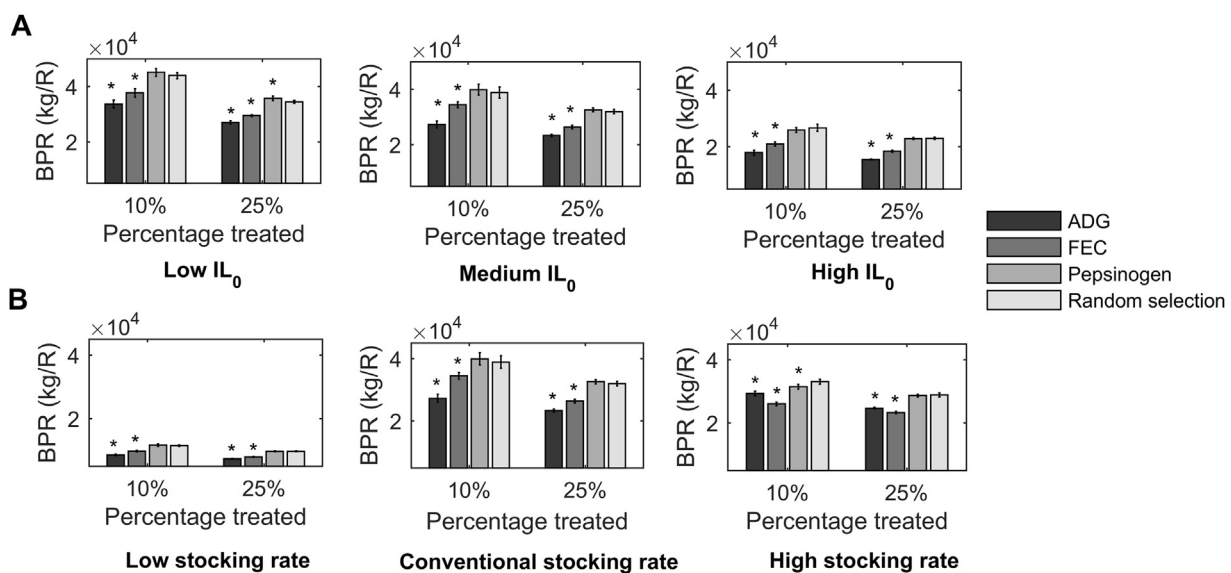 A
×10⁴
BPR (kg/R)
4
2
10% 25%
Percentage treated
Low IL₀
×10⁴
BPR (kg/R)
4
2
10% 25%
Percentage treated
Medium IL₀
×10⁴
BPR (kg/R)
4
2
10% 25%
Percentage treated
High IL₀
ADG
FEC
Pepsinogen
Random selection
B
×10⁴
BPR (kg/R)
4
2
10% 25%
Percentage treated
Low stocking rate
×10⁴
BPR (kg/R)
4
2
10% 25%
Percentage treated
Conventional stocking rate
×10⁴
BPR (kg/R)
4
2
10% 25%
Percentage treated
High stocking rate